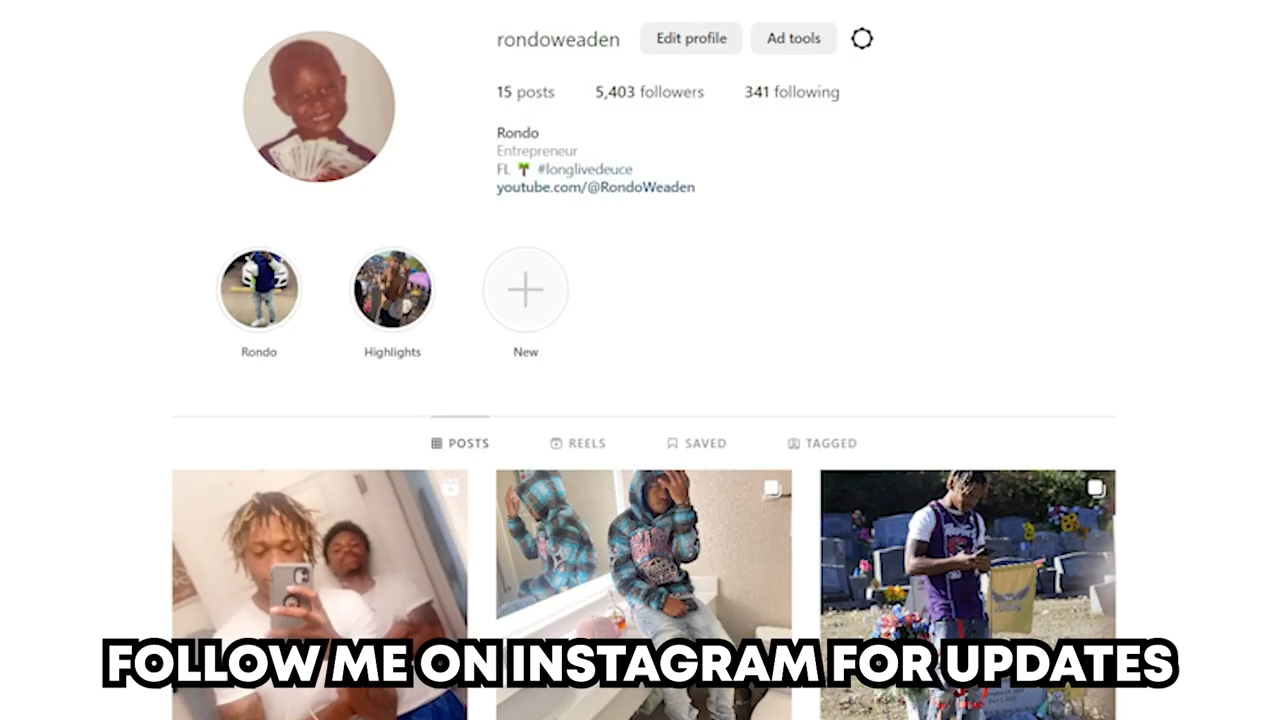 rondoweaden Edit profile Ad tools
15 posts 5,403 followers 341 following
Rondo
Entrepreneur
FL 🌴 #longlivedeuce
youtube.com/@RondoWeaden
Rondo Highlights New
POSTS REELS SAVED TAGGED
FOLLOW ME ON INSTAGRAM FOR UPDATES